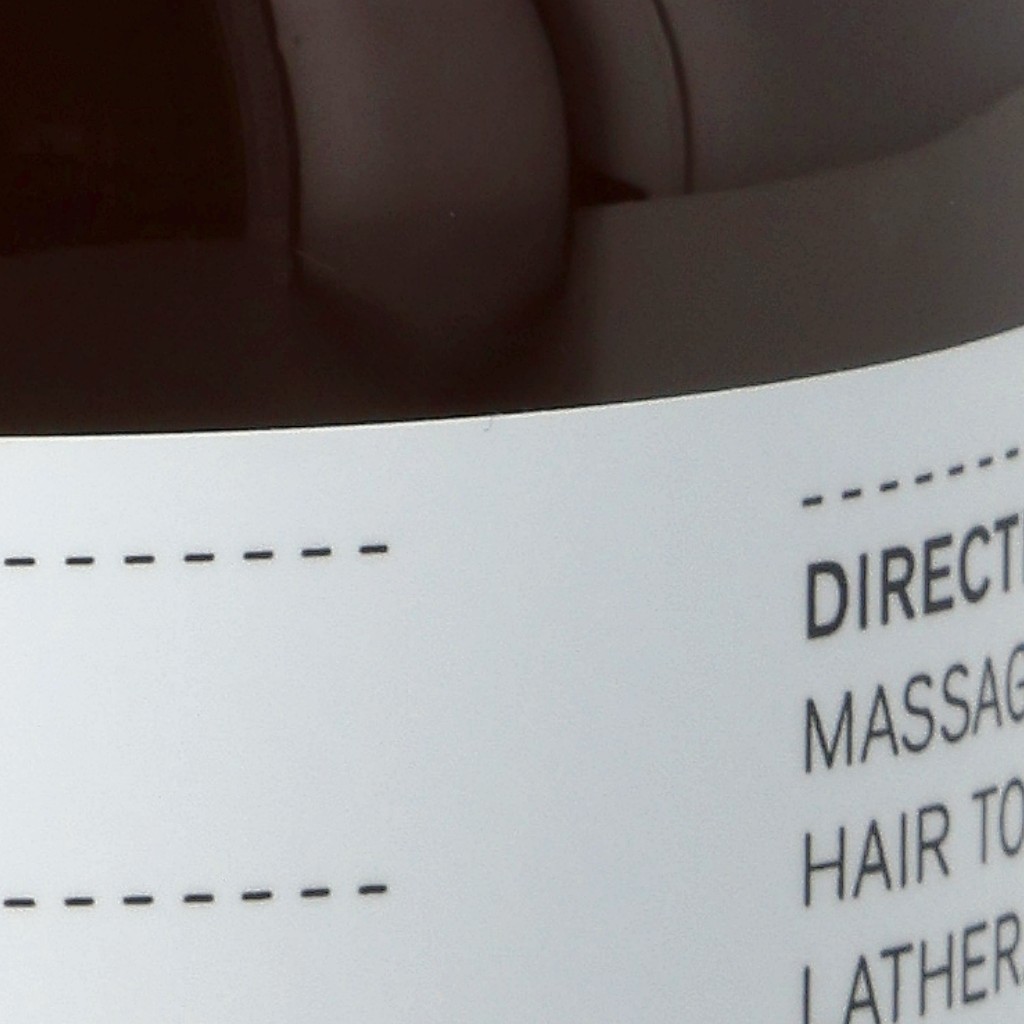 DIRECT
MASSAG
HAIR TO
LATHER